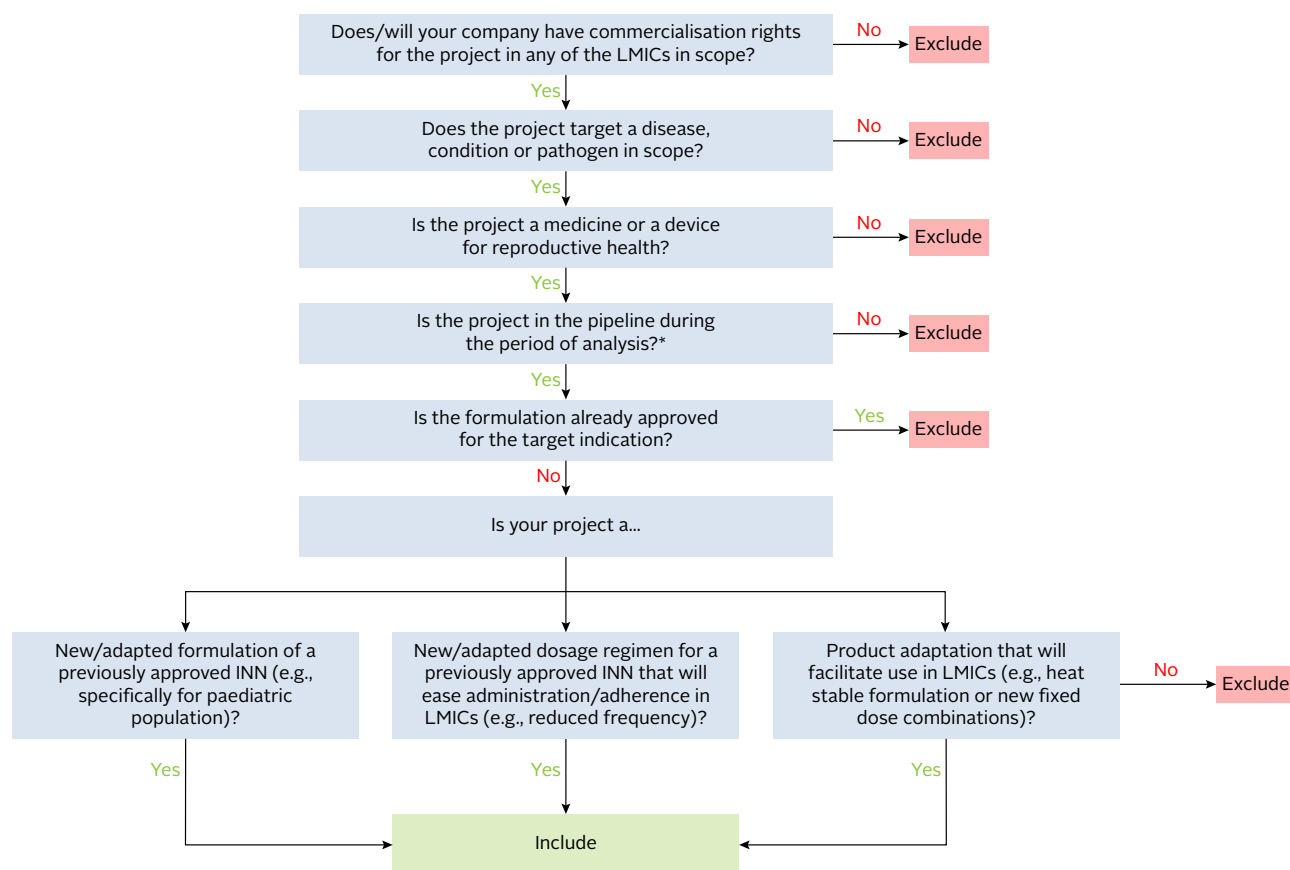 Does/will your company have commercialisation rights
for the project in any of the LMICs in scope?
No
Exclude
Yes
Does the project target a disease,
condition or pathogen in scope?
No
Exclude
Yes
Is the project a medicine or a device
for reproductive health?
No
Exclude
Yes
Is the project in the pipeline during
the period of analysis?*
No
Exclude
Yes
Is the formulation already approved
for the target indication?
Yes
Exclude
No
Is your project a...
New/adapted formulation of a
previously approved INN (e.g.,
specifically for paediatric
population)?
New/adapted dosage regimen for a
previously approved INN that will
ease administration/adherence in
LMICs (e.g., reduced frequency)?
Product adaptation that will
facilitate use in LMICs (e.g., heat
stable formulation or new fixed
dose combinations)?
No
Exclude
Yes
Yes
Yes
Include